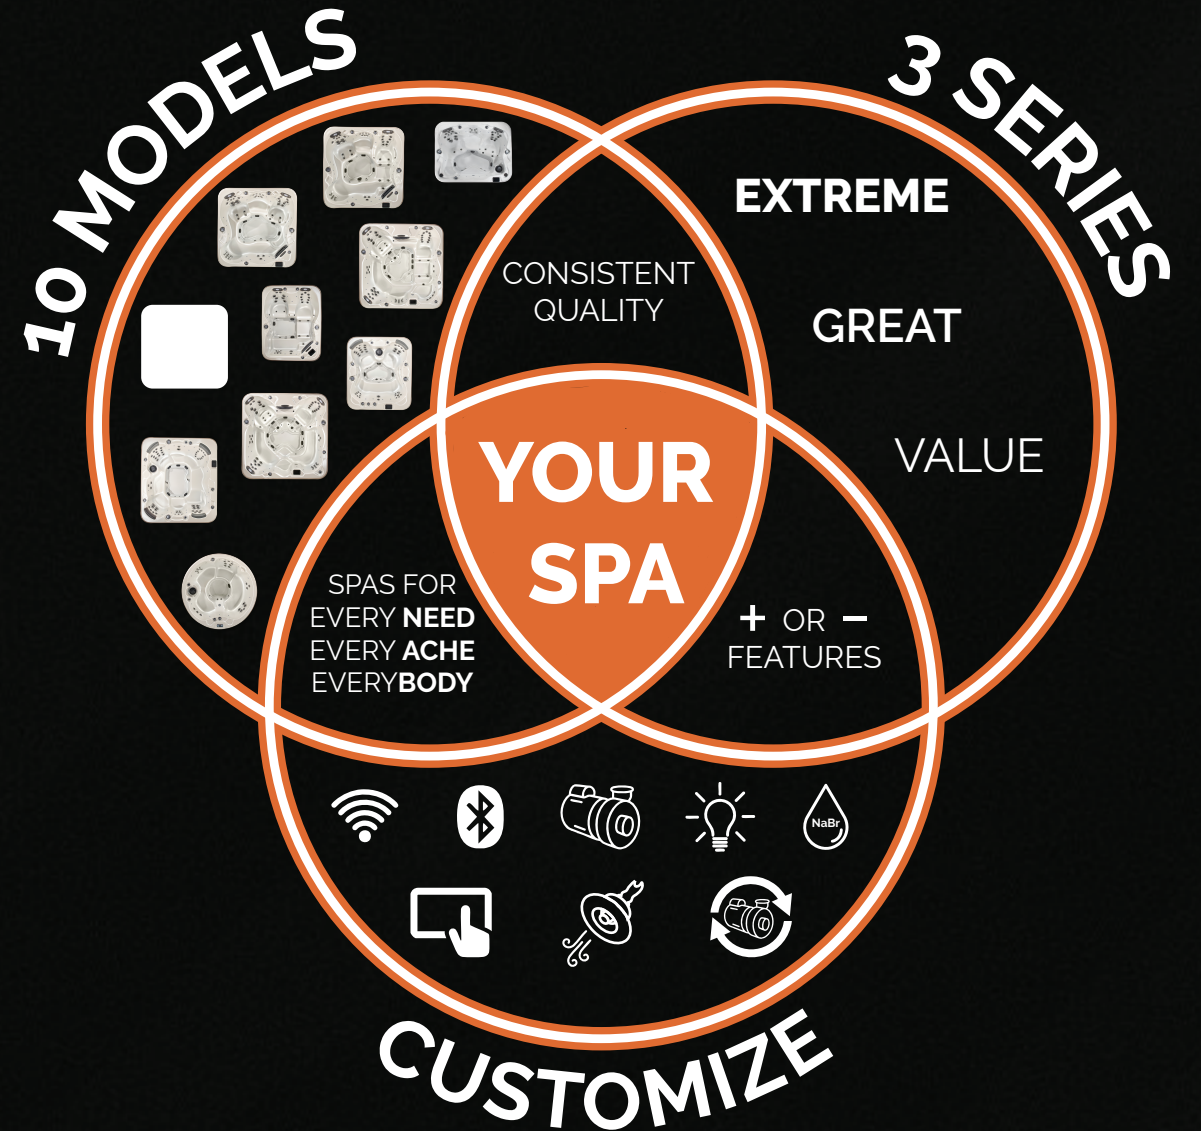 10 MODELS
3 SERIES
EXTREME
GREAT
VALUE
CONSISTENT
QUALITY
YOUR
SPA
SPAS FOR
EVERY NEED
EVERY ACHE
EVERYBODY
+ OR −
FEATURES
NaBr
CUSTOMIZE